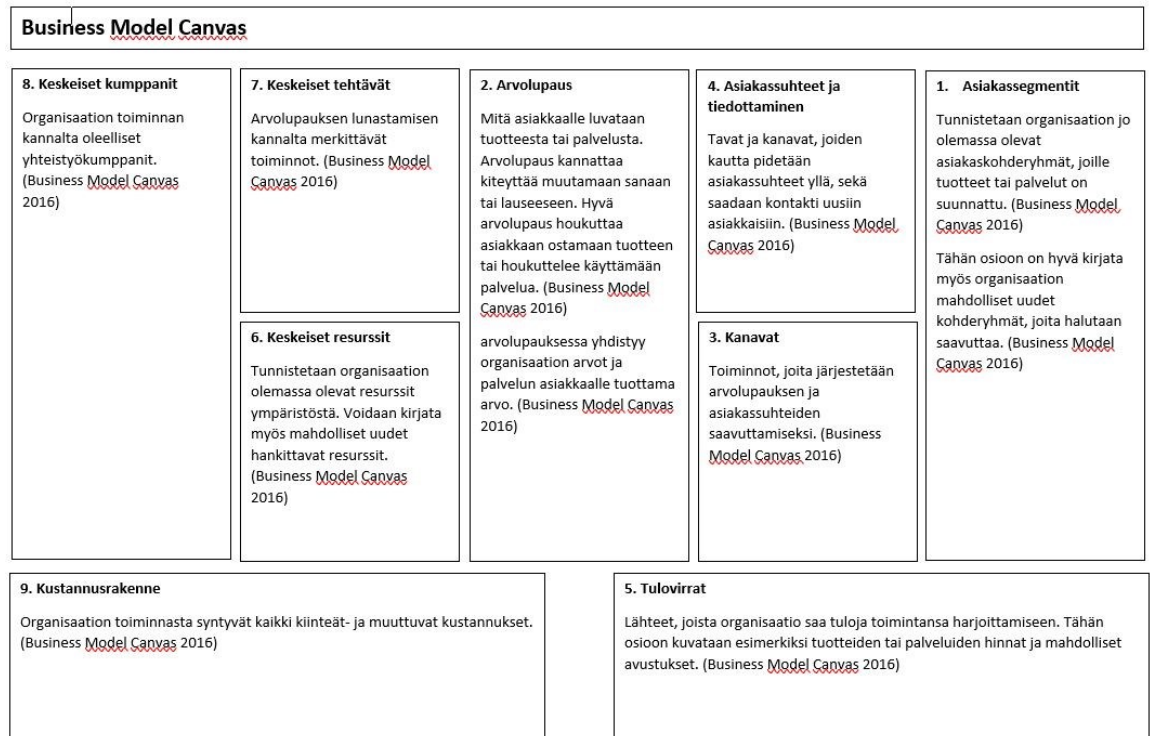 Business Model Canvas
8. Keskeiset kumppanit
Organisaation toiminnan
kannalta oleelliset
yhteistyökumppanit.
(Business Model Canvas
2016)
7. Keskeiset tehtävät
Arvolupauksen lunastamisen
kannalta merkittävät
toiminnot. (Business Model
Canvas 2016)
6. Keskeiset resurssit
Tunnistetaan organisaation
olemassa olevat resurssit
ympäristöstä. Voidaan kirjata
myös mahdolliset uudet
hankittavat resurssit.
(Business Model Canvas
2016)
2. Arvolupaus
Mitä asiakkaalle luvataan
tuotteesta tai palvelusta.
Arvolupaus kannattaa
kiteyttää muutamaan sanaan
tai lauseeseen. Hyvä
arvolupaus houkuttaa
asiakkaan ostamaan tuotteen
tai houkuttelee käyttämään
palvelua. (Business Model
Canvas 2016)
arvolupauksessa yhdistyy
organisaation arvot ja
palvelun asiakkaalle tuottama
arvo. (Business Model Canvas
2016)
4. Asiakassuhteet ja
tiedottaminen
Tavat ja kanavat, joiden
kautta pidetään
asiakassuhteet yllä, sekä
saadaan kontakti uusiin
asiakkaisiin. (Business Model
Canvas 2016)
3. Kanavat
Toiminnot, joita järjestetään
arvolupauksen ja
asiakassuhteiden
saavuttamiseksi. (Business
Model Canvas 2016)
1. Asiakassegmentit
Tunnistetaan organisaation jo
olemassa olevat
asiakaskohderyhmät, joille
tuotteet tai palvelut on
suunnattu. (Business Model
Canvas 2016)
Tähän osioon on hyvä kirjata
myös organisaation
mahdolliset uudet
kohderyhmät, joita halutaan
saavuttaa. (Business Model
Canvas 2016)
9. Kustannusrakenne
Organisaation toiminnasta syntyvät kaikki kiinteät- ja muuttuvat kustannukset.
(Business Model Canvas 2016)
5. Tulovirrat
Lähteet, joista organisaatio saa tuloja toimintansa harjoittamiseen. Tähän
osioon kuvataan esimerkiksi tuotteiden tai palveluiden hinnat ja mahdolliset
avustukset. (Business Model Canvas 2016)